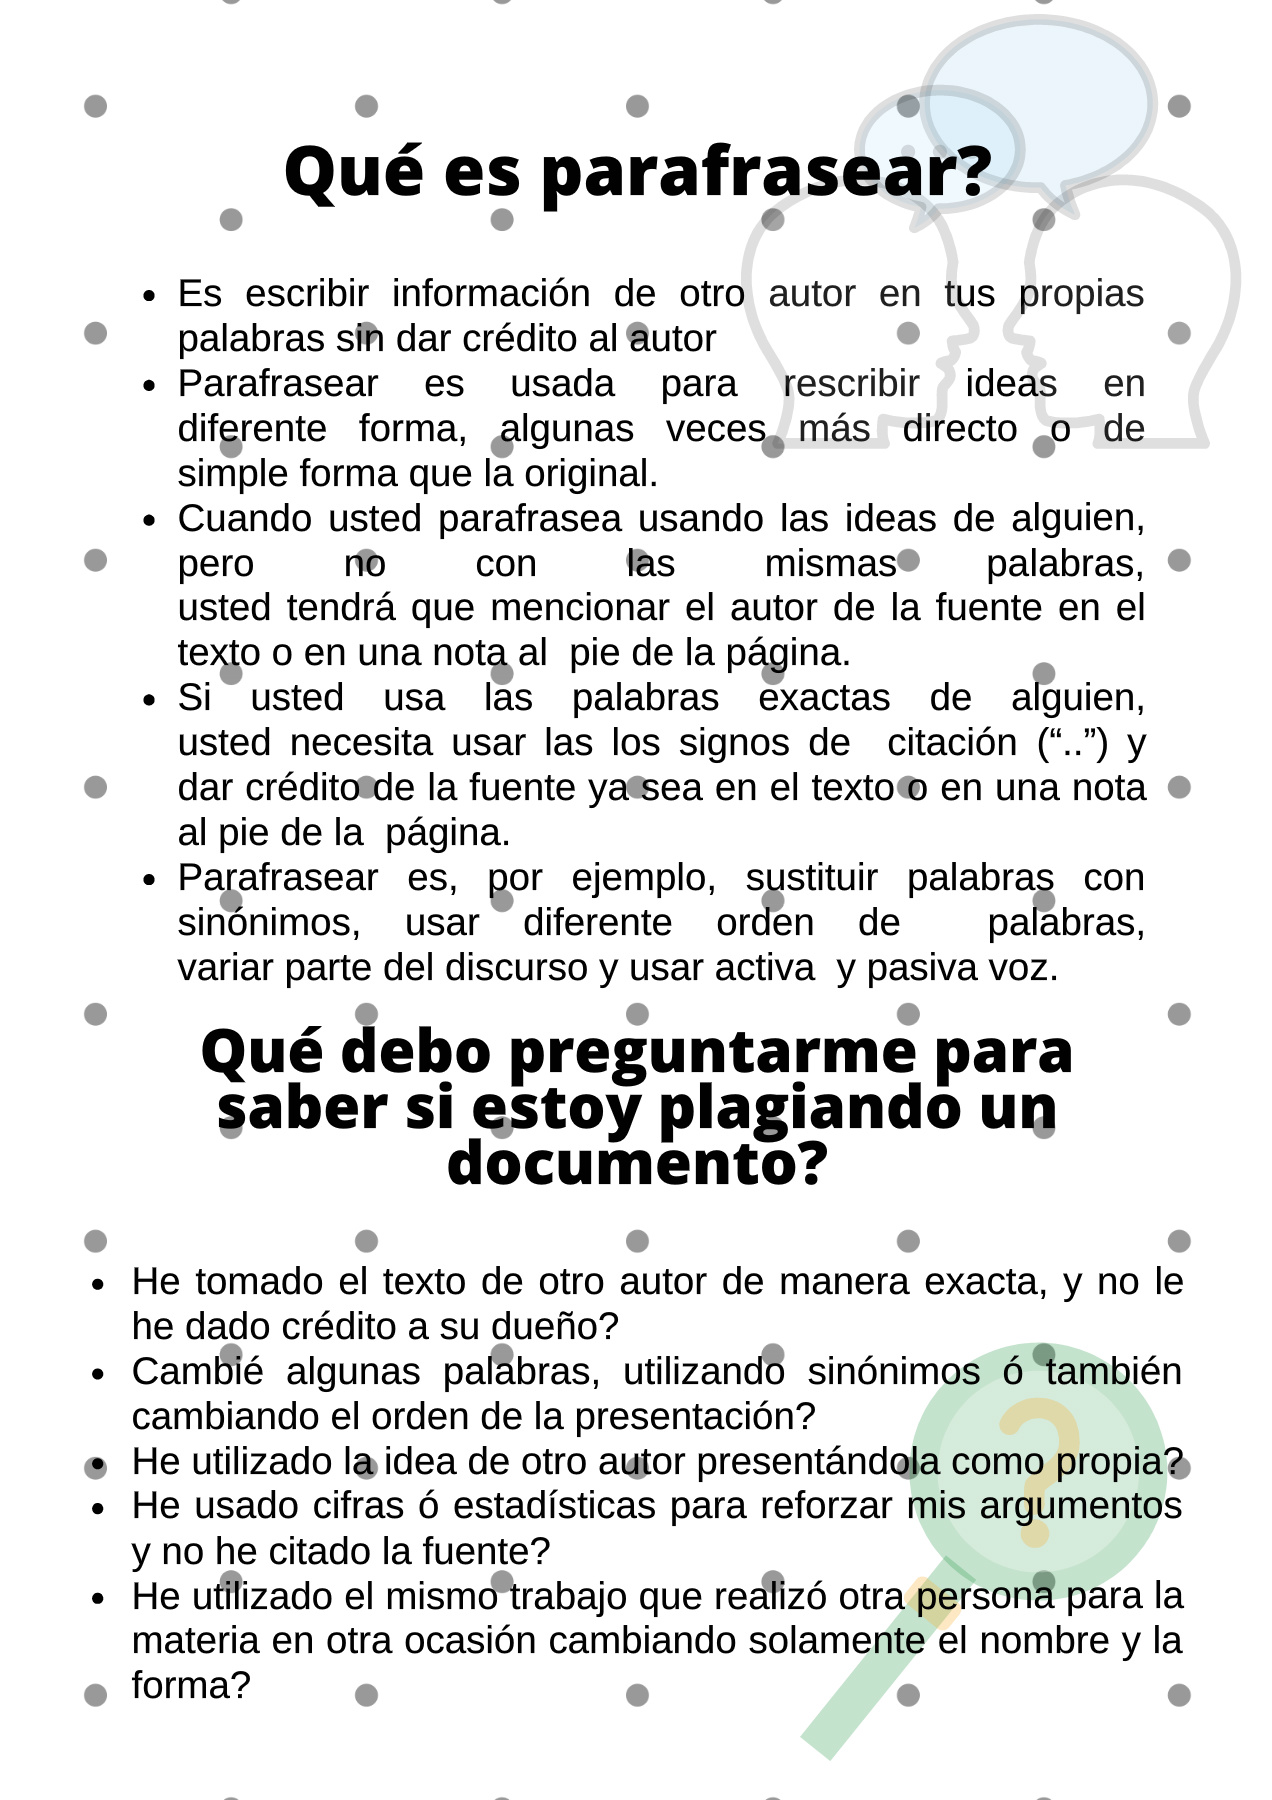 Qué es parafrasear?
• Es escribir información de otro autor en tus propias
palabras sin dar crédito al autor
• Parafrasear es usada para rescribir ideas en
diferente forma, algunas veces más directo o de
simple forma que la original.
• Cuando usted parafrasea usando las ideas de alguien,
pero no con las mismas palabras,
usted tendrá que mencionar el autor de la fuente en el
texto o en una nota al pie de la página.
• Si usted usa las palabras exactas de alguien,
usted necesita usar las los signos de citación (“..”) y
dar crédito de la fuente ya sea en el texto o en una nota
al pie de la página.
• Parafrasear es, por ejemplo, sustituir palabras con
sinónimos, usar diferente orden de palabras,
variar parte del discurso y usar activa y pasiva voz.
Qué debo preguntarme para
saber si estoy plagiando un
documento?
• He tomado el texto de otro autor de manera exacta, y no le
he dado crédito a su dueño?
• Cambié algunas palabras, utilizando sinónimos ó también
cambiando el orden de la presentación?
• He utilizado la idea de otro autor presentándola como propia?
• He usado cifras ó estadísticas para reforzar mis argumentos
y no he citado la fuente?
• He utilizado el mismo trabajo que realizó otra persona para la
materia en otra ocasión cambiando solamente el nombre y la
forma?